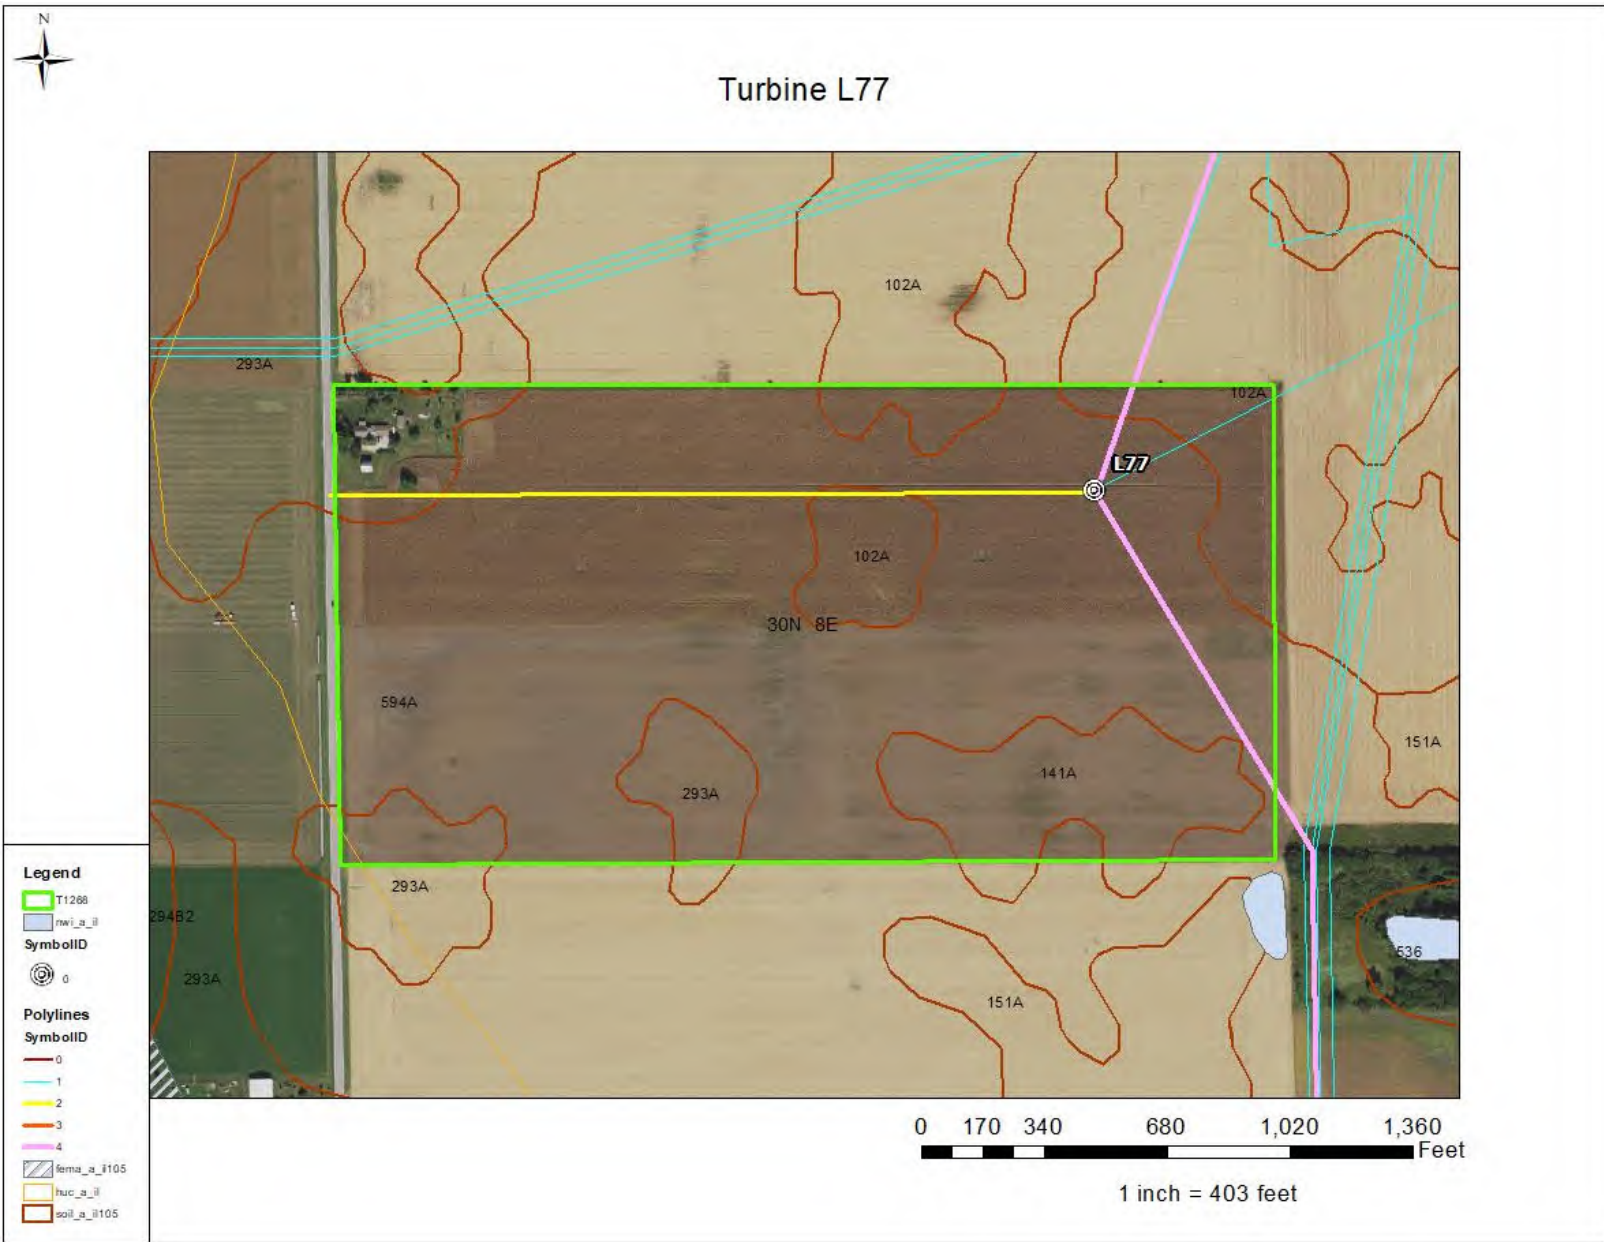 N
Turbine L77
102A
293A
102A
L77
102A
30N 8E
594A
151A
141A
293A
293A
294B2
536
293A
151A
Legend
T1268
nwi_a_il
SymbolID
0
Polylines
SymbolID
0
1
2
3
4
fema_a_il105
huc_a_il
soil_a_il105
0 170 340 680 1,020 1,360
Feet
1 inch = 403 feet